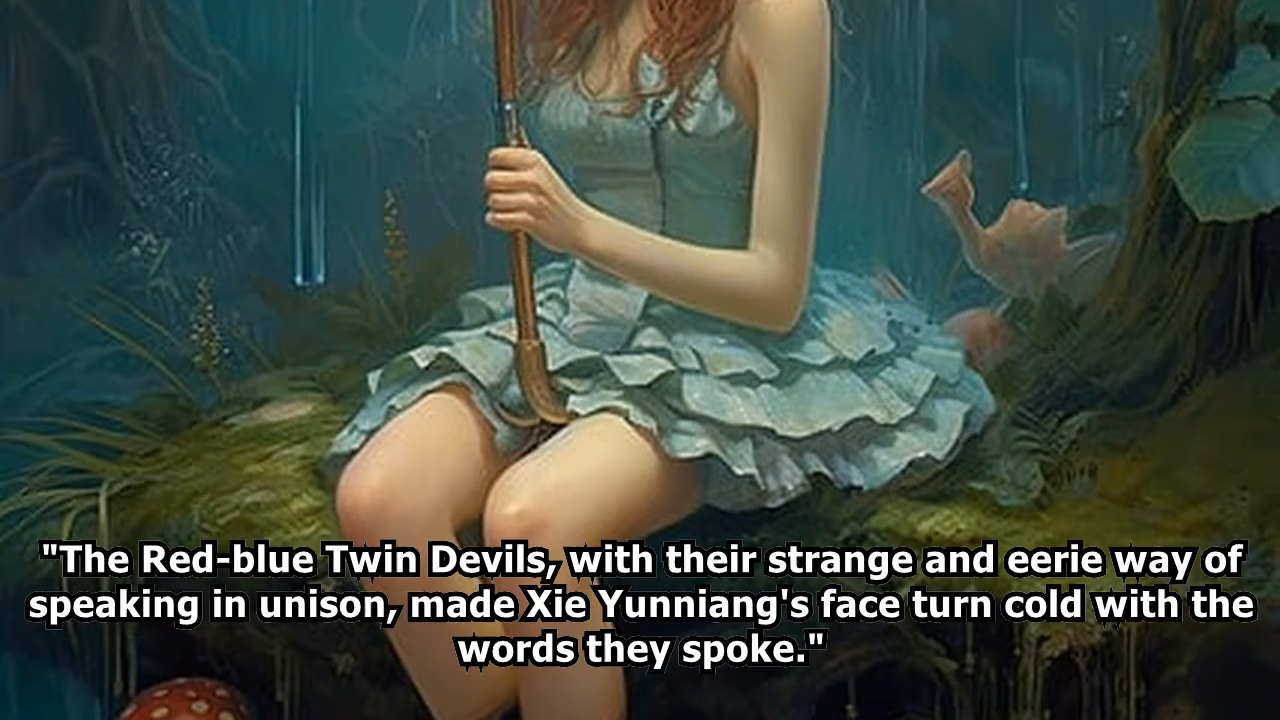 "The Red-blue Twin Devils, with their strange and eerie way of
speaking in unison, made Xie Yunniang's face turn cold with the
words they spoke."